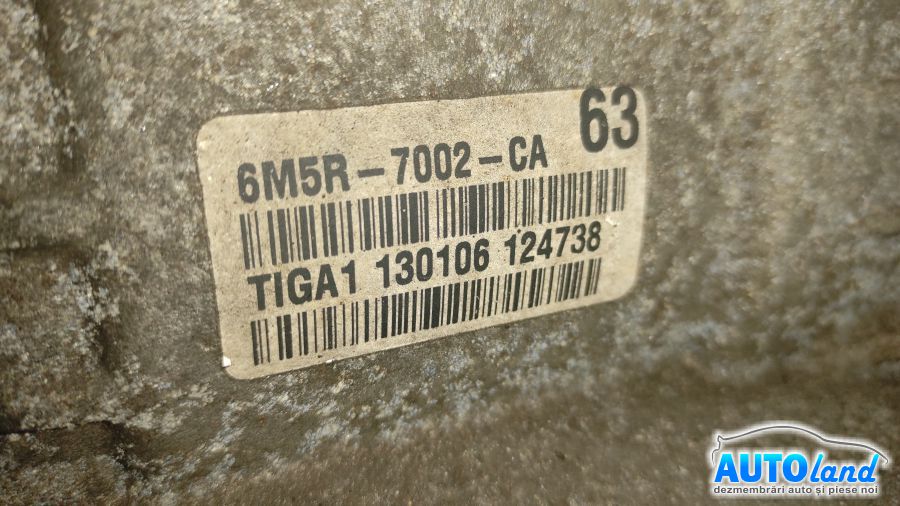 63
6M5R-7002-CA
TIGA1 130106 124738
AUTOland
dezmembrări auto și piese noi